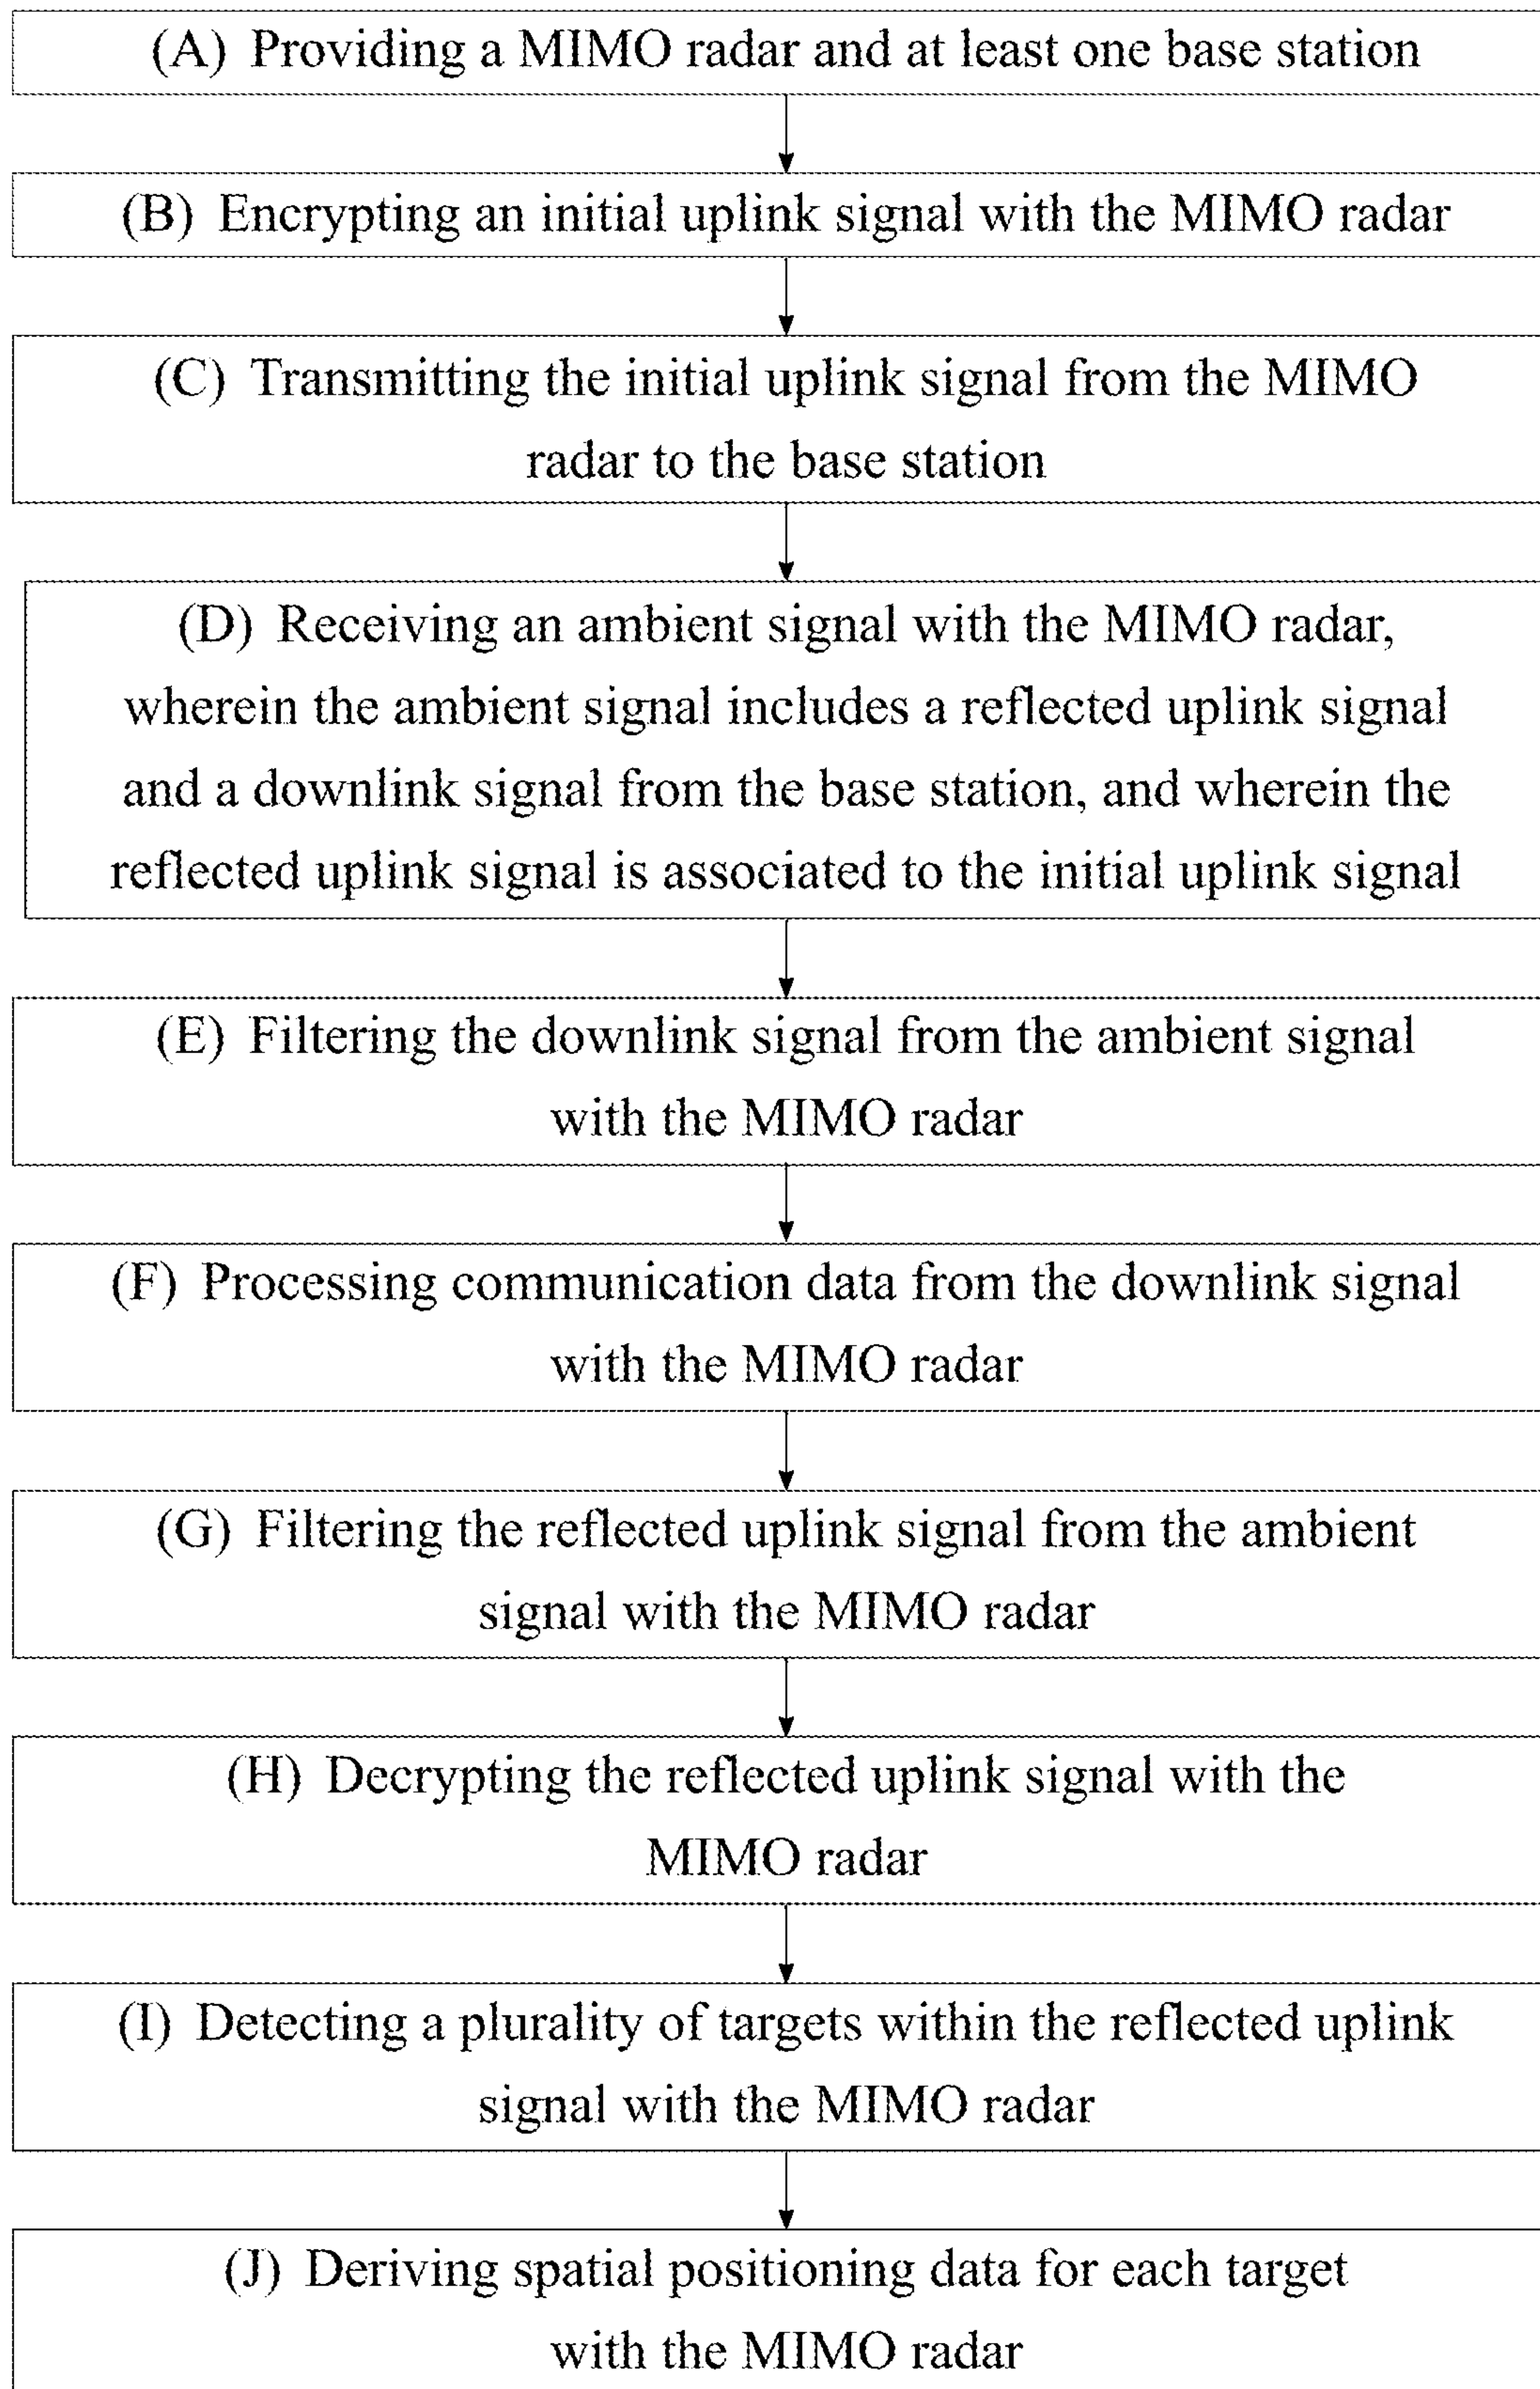 (A) Providing a MIMO radar and at least one base station
(B) Encrypting an initial uplink signal with the MIMO radar
(C) Transmitting the initial uplink signal from the MIMO
radar to the base station
(D) Receiving an ambient signal with the MIMO radar,
wherein the ambient signal includes a reflected uplink signal
and a downlink signal from the base station, and wherein the
reflected uplink signal is associated to the initial uplink signal
(E) Filtering the downlink signal from the ambient signal
with the MIMO radar
(F) Processing communication data from the downlink signal
with the MIMO radar
(G) Filtering the reflected uplink signal from the ambient
signal with the MIMO radar
(H) Decrypting the reflected uplink signal with the
MIMO radar
(I) Detecting a plurality of targets within the reflected uplink
signal with the MIMO radar
(J) Deriving spatial positioning data for each target
with the MIMO radar